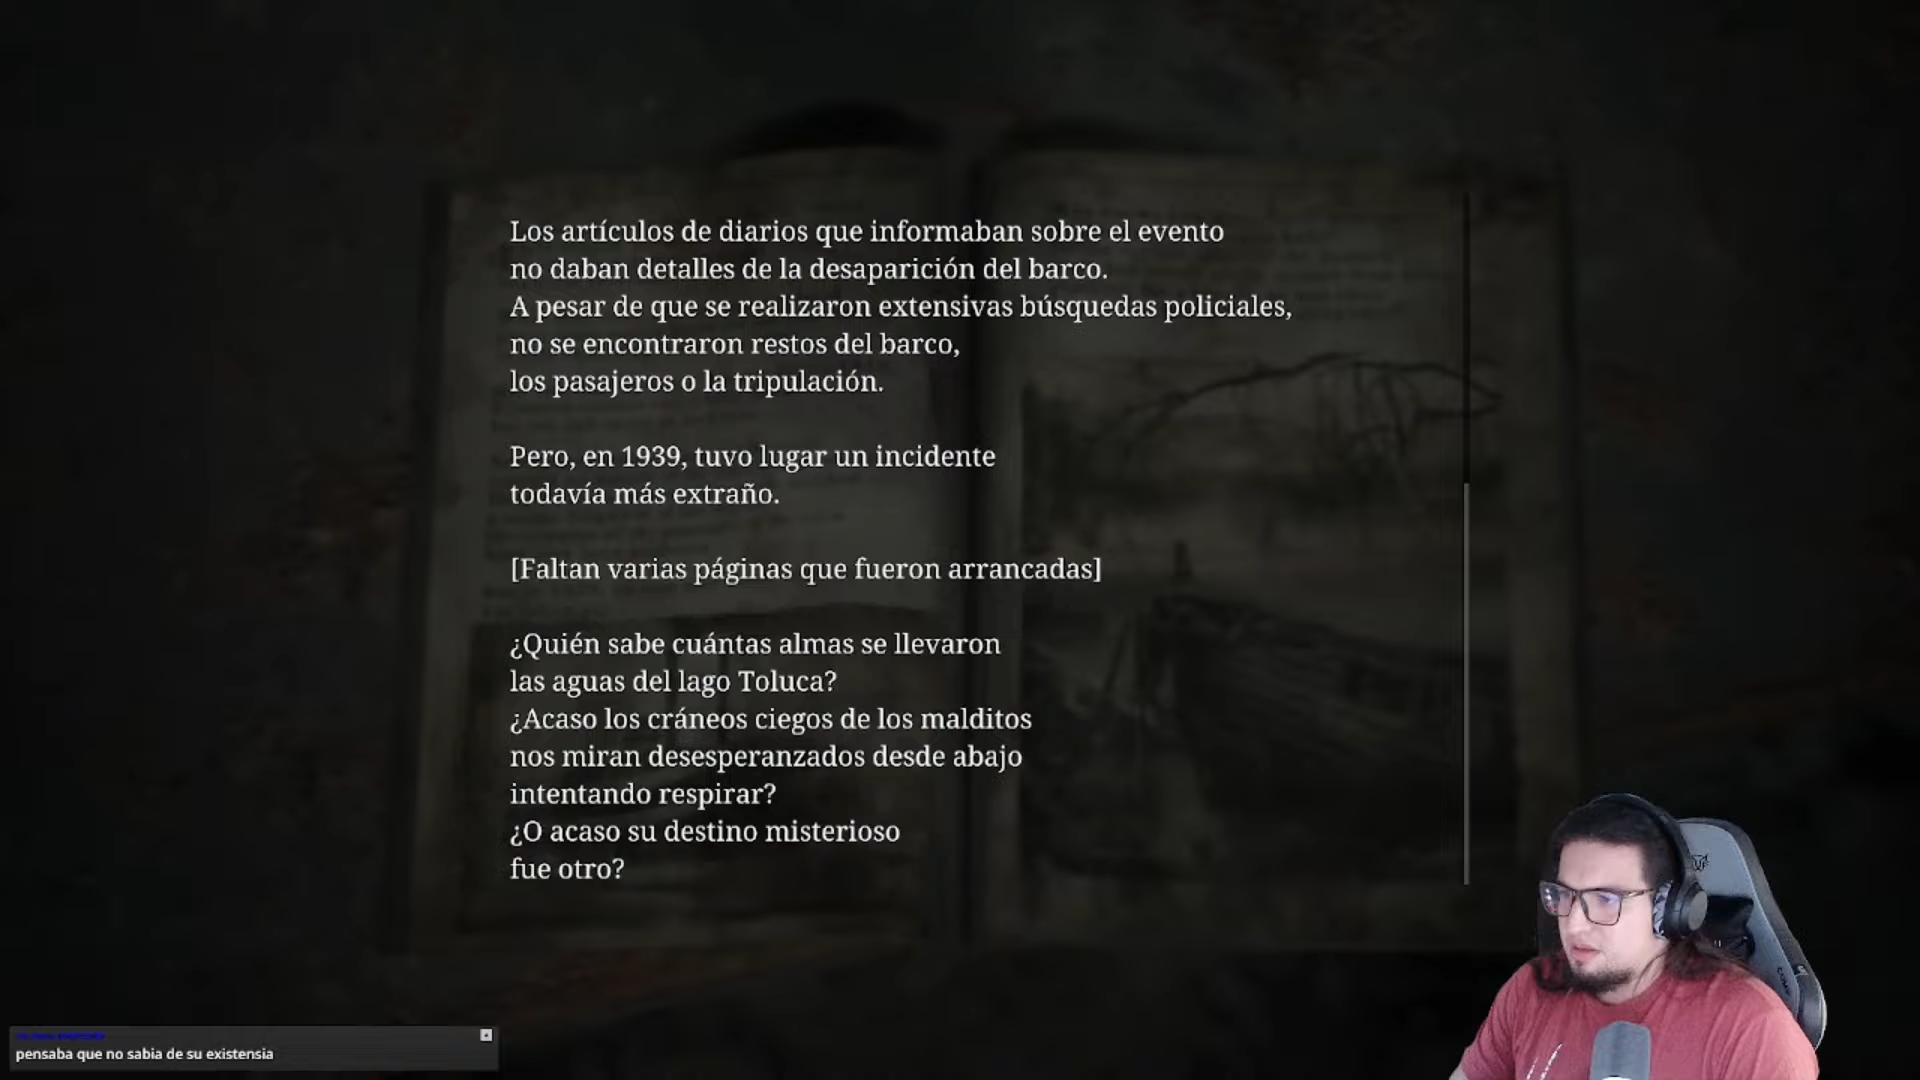 Los artículos de diarios que informaban sobre el evento
no daban detalles de la desaparición del barco.
A pesar de que se realizaron extensivas búsquedas policiales,
no se encontraron restos del barco,
los pasajeros o la tripulación.
Pero, en 1939, tuvo lugar un incidente
todavía más extraño.
[Faltan varias páginas que fueron arrancadas]
¿Quién sabe cuántas almas se llevaron
las aguas del lago Toluca?
¿Acaso los cráneos ciegos de los malditos
nos miran desesperanzados desde abajo
intentando respirar?
¿O acaso su destino misterioso
fue otro?
pensaba que no sabia de su existensia